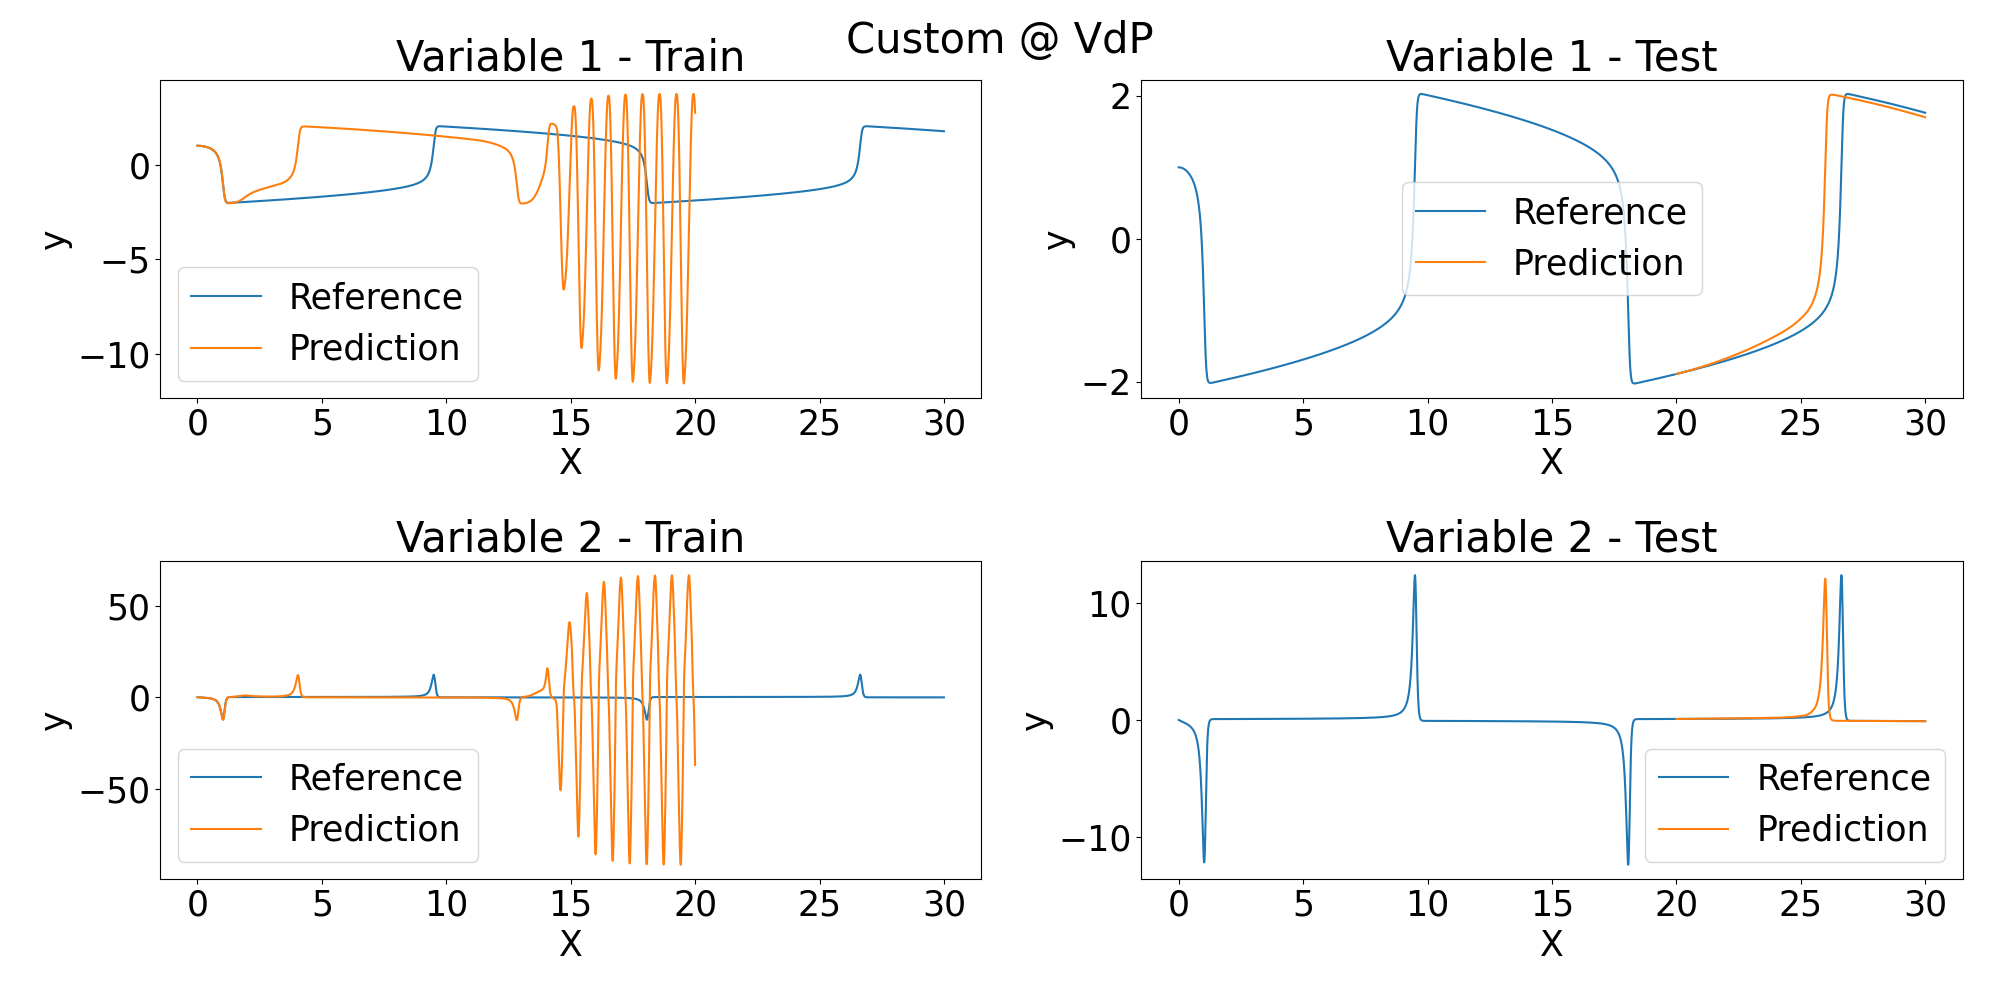 Custom @ VdP
Variable 1 - Train
y
0
−5
−10
Reference
Prediction
0 5 10 15 20 25 30
X
Variable 1 - Test
y
2
0
−2
Reference
Prediction
0 5 10 15 20 25 30
X
Variable 2 - Train
y
50
0
−50
Reference
Prediction
0 5 10 15 20 25 30
X
Variable 2 - Test
y
10
0
−10
Reference
Prediction
0 5 10 15 20 25 30
X